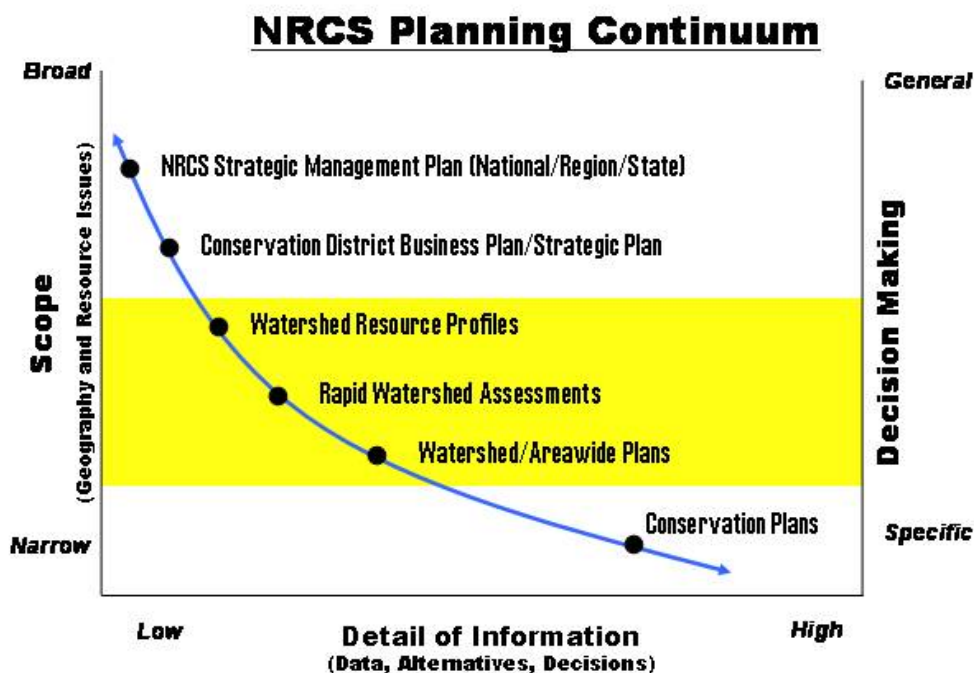 NRCS Planning Continuum
Broad
General
NRCS Strategic Management Plan (National/Region/State)
Conservation District Business Plan/Strategic Plan
Watershed Resource Profiles
Rapid Watershed Assessments
Watershed/Areawide Plans
Conservation Plans
Scope
(Geography and Resource Issues)
Decision Making
Narrow
Specific
Low
High
Detail of Information
(Data, Alternatives, Decisions)